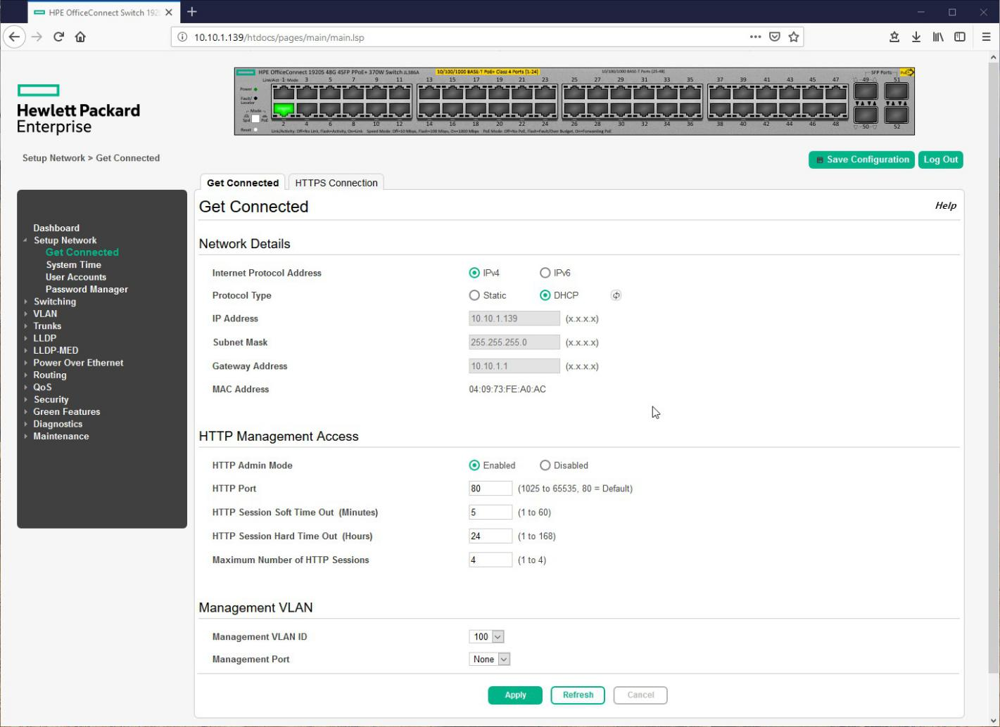 HPE OfficeConnect Switch 192
10.10.1.139/htdocs/pages/main/main.lsp
HPE OfficeConnect 1920S 48G 4SFP PPoE+ 370W Switch JL386A
10/100/1000 BASE-T PoE+ Class 4 Ports (1-24)
10/100/1000 BASE-T Ports (25-48)
SFP Ports
Link/Act 1 Mode 3 5 7 9 11 13 15 17 19 21 23 25 27 29 31 33 35 37 39 41 43 45 47 49 51
Power
Fault/
Locator
Mode
Spd PoE
Reset
2 4 6 8 10 12 14 16 18 20 22 24 26 28 30 32 34 36 38 40 42 44 46 48 50 52
Link/Activity: Off=No Link, Flash=Activity, On=Link Speed Mode: Off=10 Mbps, Flash=100 Mbps, On=1000 Mbps PoE Mode: Off=No PoE, Flash=Fault/Over Budget, On=Forwarding PoE
Hewlett Packard
Enterprise
Setup Network > Get Connected
Save Configuration
Log Out
Get Connected
HTTPS Connection
Get Connected
Help
Dashboard
Setup Network
Get Connected
System Time
User Accounts
Password Manager
Switching
VLAN
Trunks
LLDP
LLDP-MED
Power Over Ethernet
Routing
QoS
Security
Green Features
Diagnostics
Maintenance
Network Details
Internet Protocol Address IPv4 IPv6
Protocol Type Static DHCP
IP Address 10.10.1.139 (x.x.x.x)
Subnet Mask 255.255.255.0 (x.x.x.x)
Gateway Address 10.10.1.1 (x.x.x.x)
MAC Address 04:09:73:FE:A0:AC
HTTP Management Access
HTTP Admin Mode Enabled Disabled
HTTP Port 80 (1025 to 65535, 80 = Default)
HTTP Session Soft Time Out (Minutes) 5 (1 to 60)
HTTP Session Hard Time Out (Hours) 24 (1 to 168)
Maximum Number of HTTP Sessions 4 (1 to 4)
Management VLAN
Management VLAN ID 100
Management Port None
Apply
Refresh
Cancel